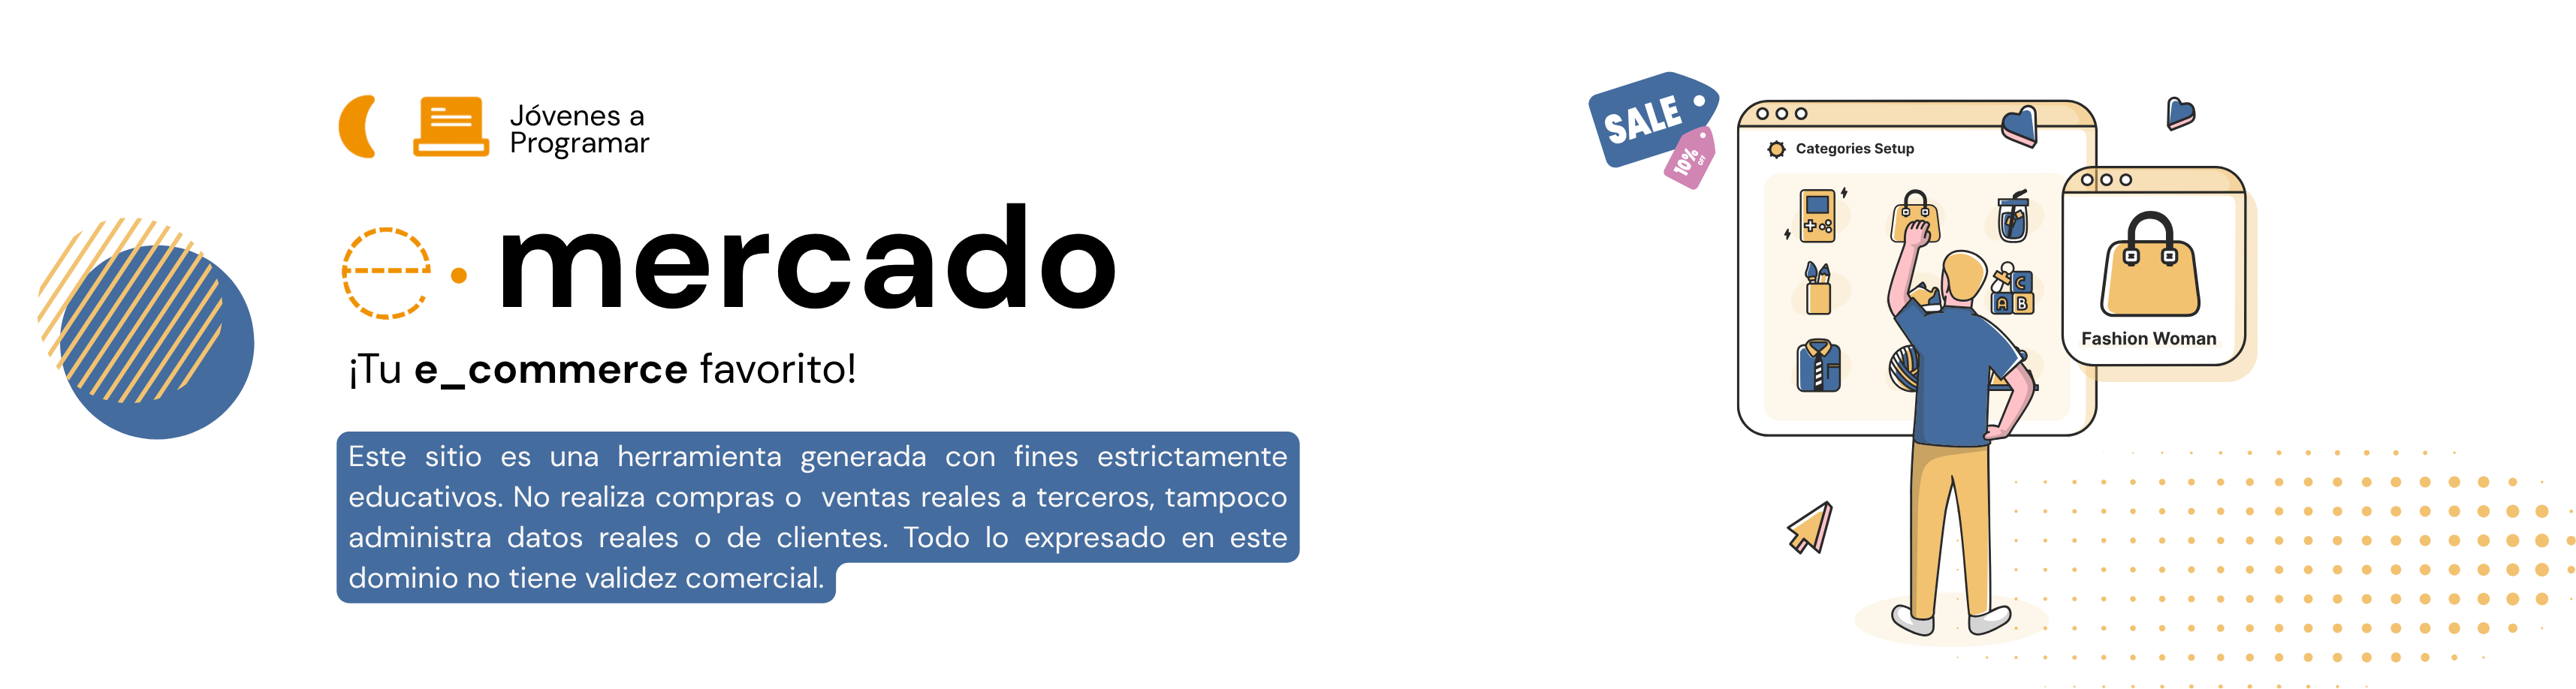 Jóvenes a
Programar
e. mercado
¡Tu e_commerce favorito!
Este sitio es una herramienta generada con fines estrictamente
educativos. No realiza compras o ventas reales a terceros, tampoco
administra datos reales o de clientes. Todo lo expresado en este
dominio no tiene validez comercial.
SALE
10%
OFF
Categories Setup
C
A B
Fashion Woman